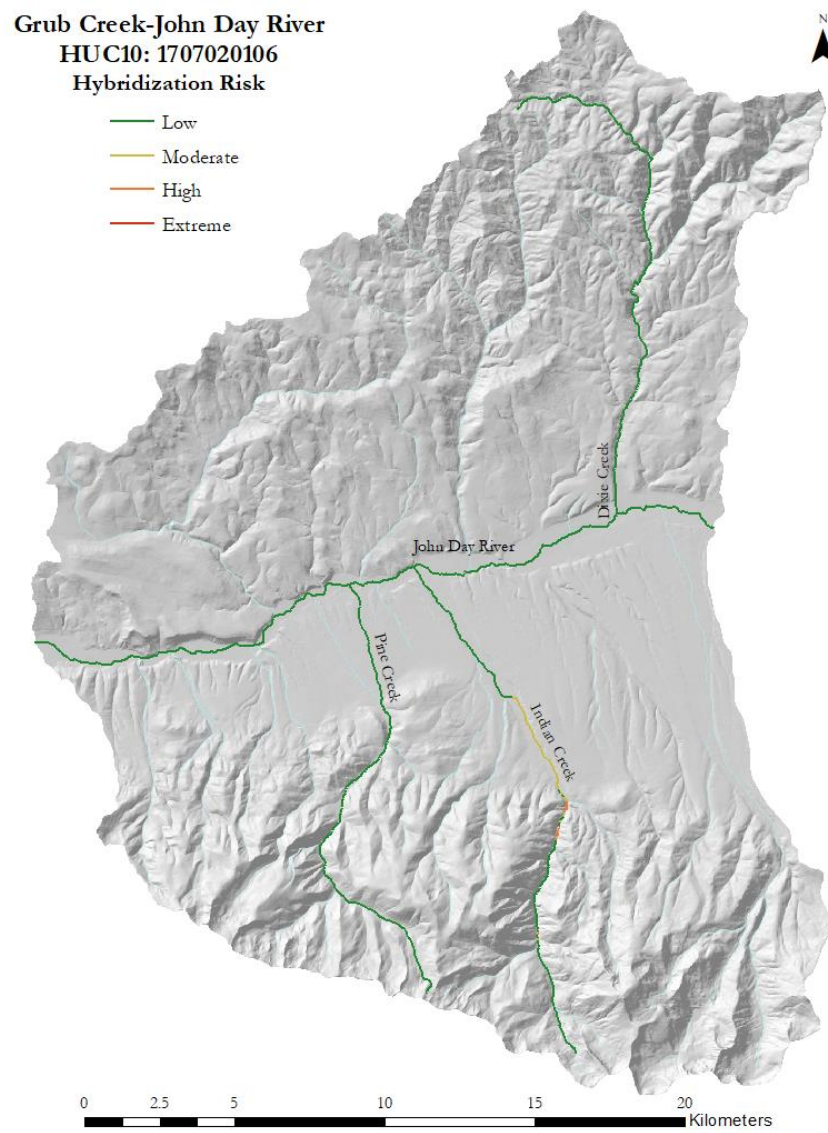 Grub Creek-John Day River
HUC10: 1707020106
Hybridization Risk
N
Low
Moderate
High
Extreme
Dixie Creek
John Day River
Pine Creek
Indian Creek
0 2.5 5 10 15 20
Kilometers